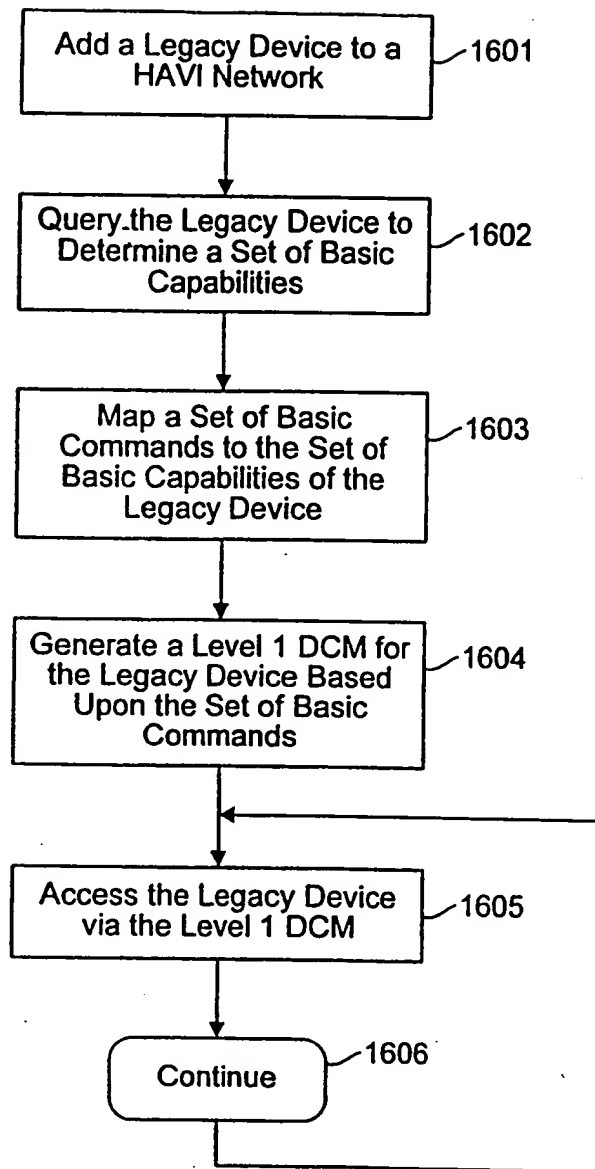 Add a Legacy Device to a
HAVI Network
1601
Query the Legacy Device to
Determine a Set of Basic
Capabilities
1602
Map a Set of Basic
Commands to the Set of
Basic Capabilities of the
Legacy Device
1603
Generate a Level 1 DCM for
the Legacy Device Based
Upon the Set of Basic
Commands
1604
Access the Legacy Device
via the Level 1 DCM
1605
Continue
1606